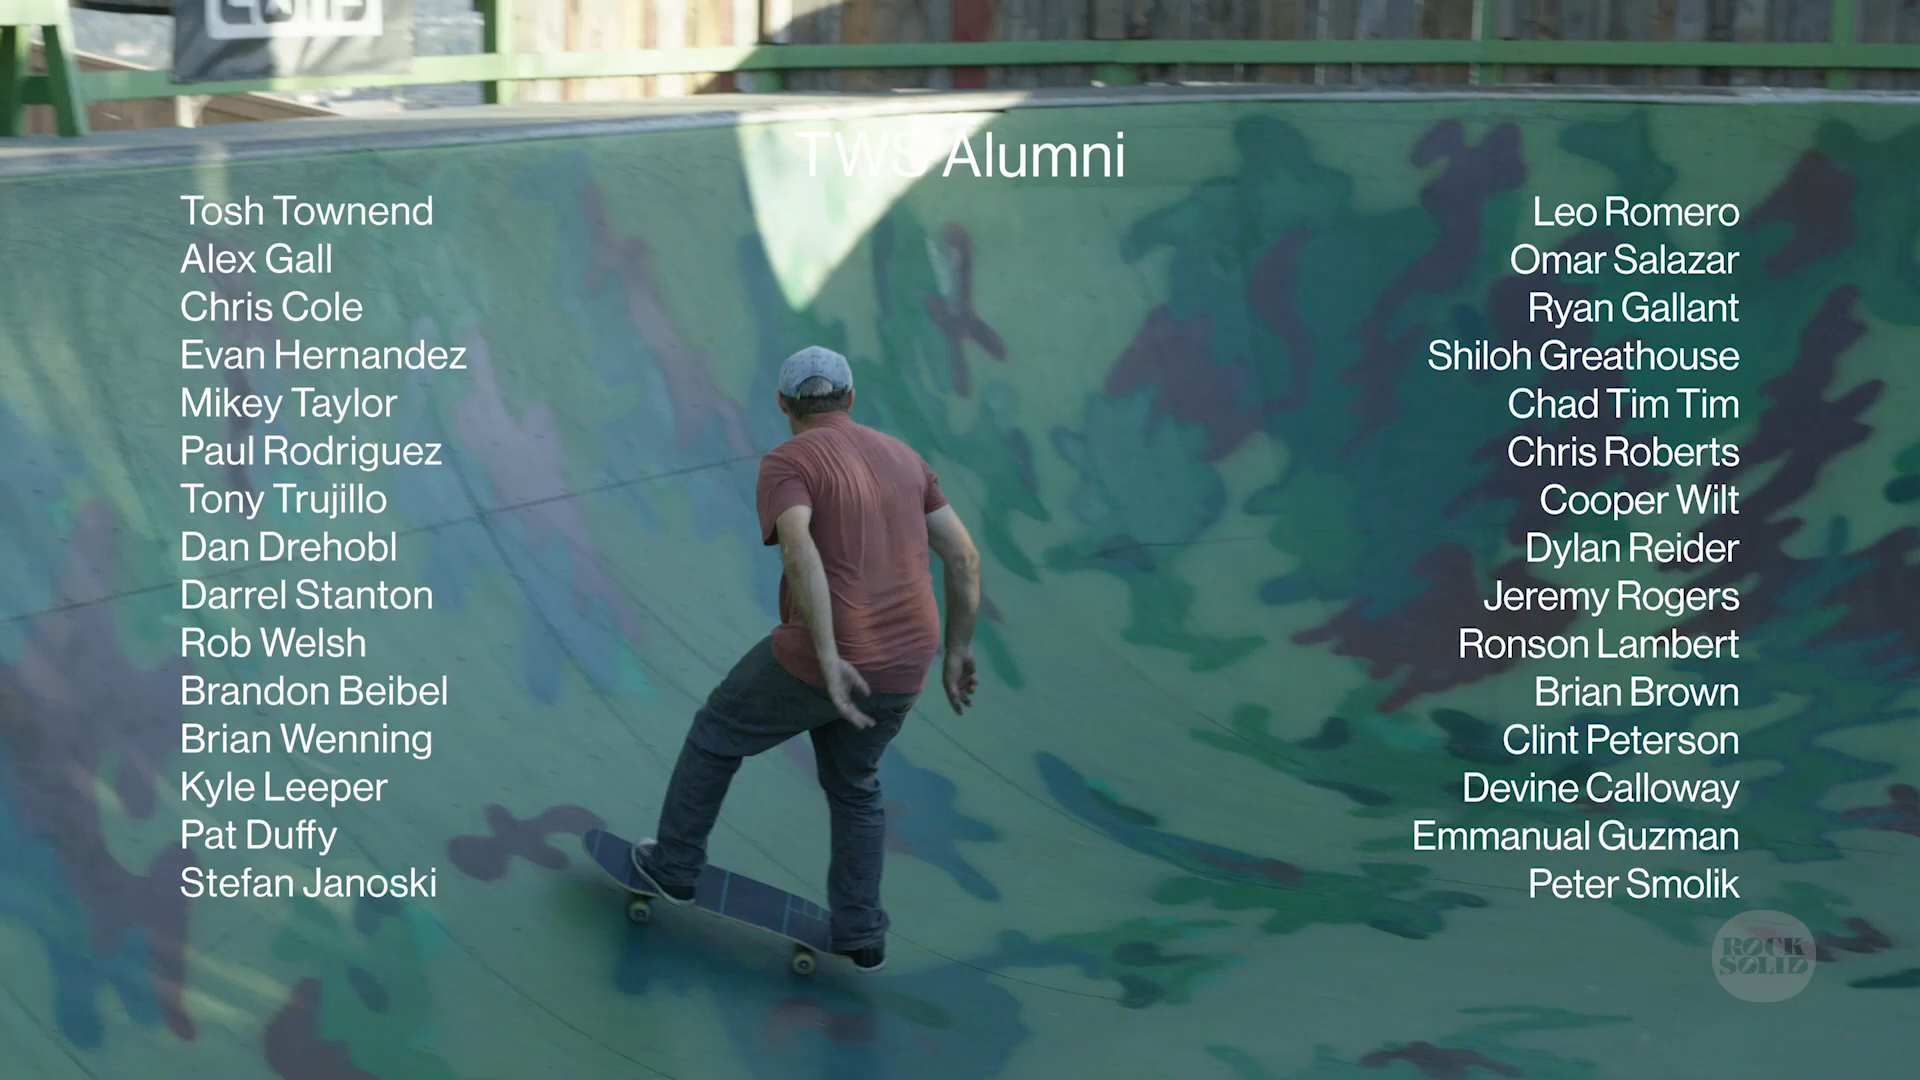 TWS Alumni
Tosh Townend
Alex Gall
Chris Cole
Evan Hernandez
Mikey Taylor
Paul Rodriguez
Tony Trujillo
Dan Drehobl
Darrel Stanton
Rob Welsh
Brandon Beibel
Brian Wenning
Kyle Leeper
Pat Duffy
Stefan Janoski
Leo Romero
Omar Salazar
Ryan Gallant
Shiloh Greathouse
Chad Tim Tim
Chris Roberts
Cooper Wilt
Dylan Reider
Jeremy Rogers
Ronson Lambert
Brian Brown
Clint Peterson
Devine Calloway
Emmanual Guzman
Peter Smolik
ROCK
SOLID